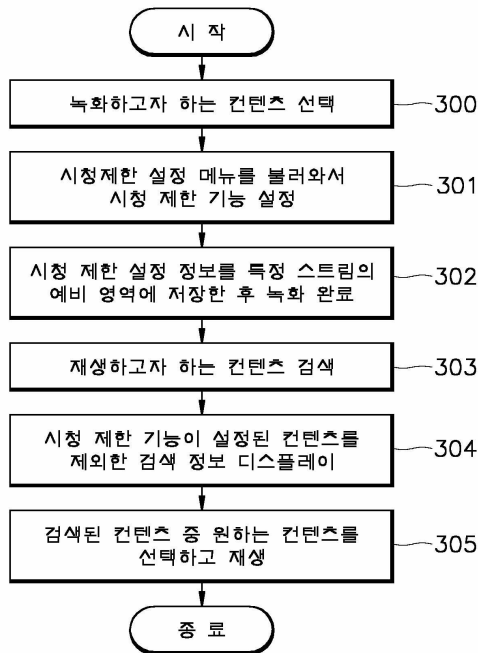 시 작
녹화하고자 하는 컨텐츠 선택
300
시청제한 설정 메뉴를 불러와서
시청 제한 기능 설정
301
시청 제한 설정 정보를 특정 스트림의
예비 영역에 저장한 후 녹화 완료
302
재생하고자 하는 컨텐츠 검색
303
시청 제한 기능이 설정된 컨텐츠를
제외한 검색 정보 디스플레이
304
검색된 컨텐츠 중 원하는 컨텐츠를
선택하고 재생
305
종 료